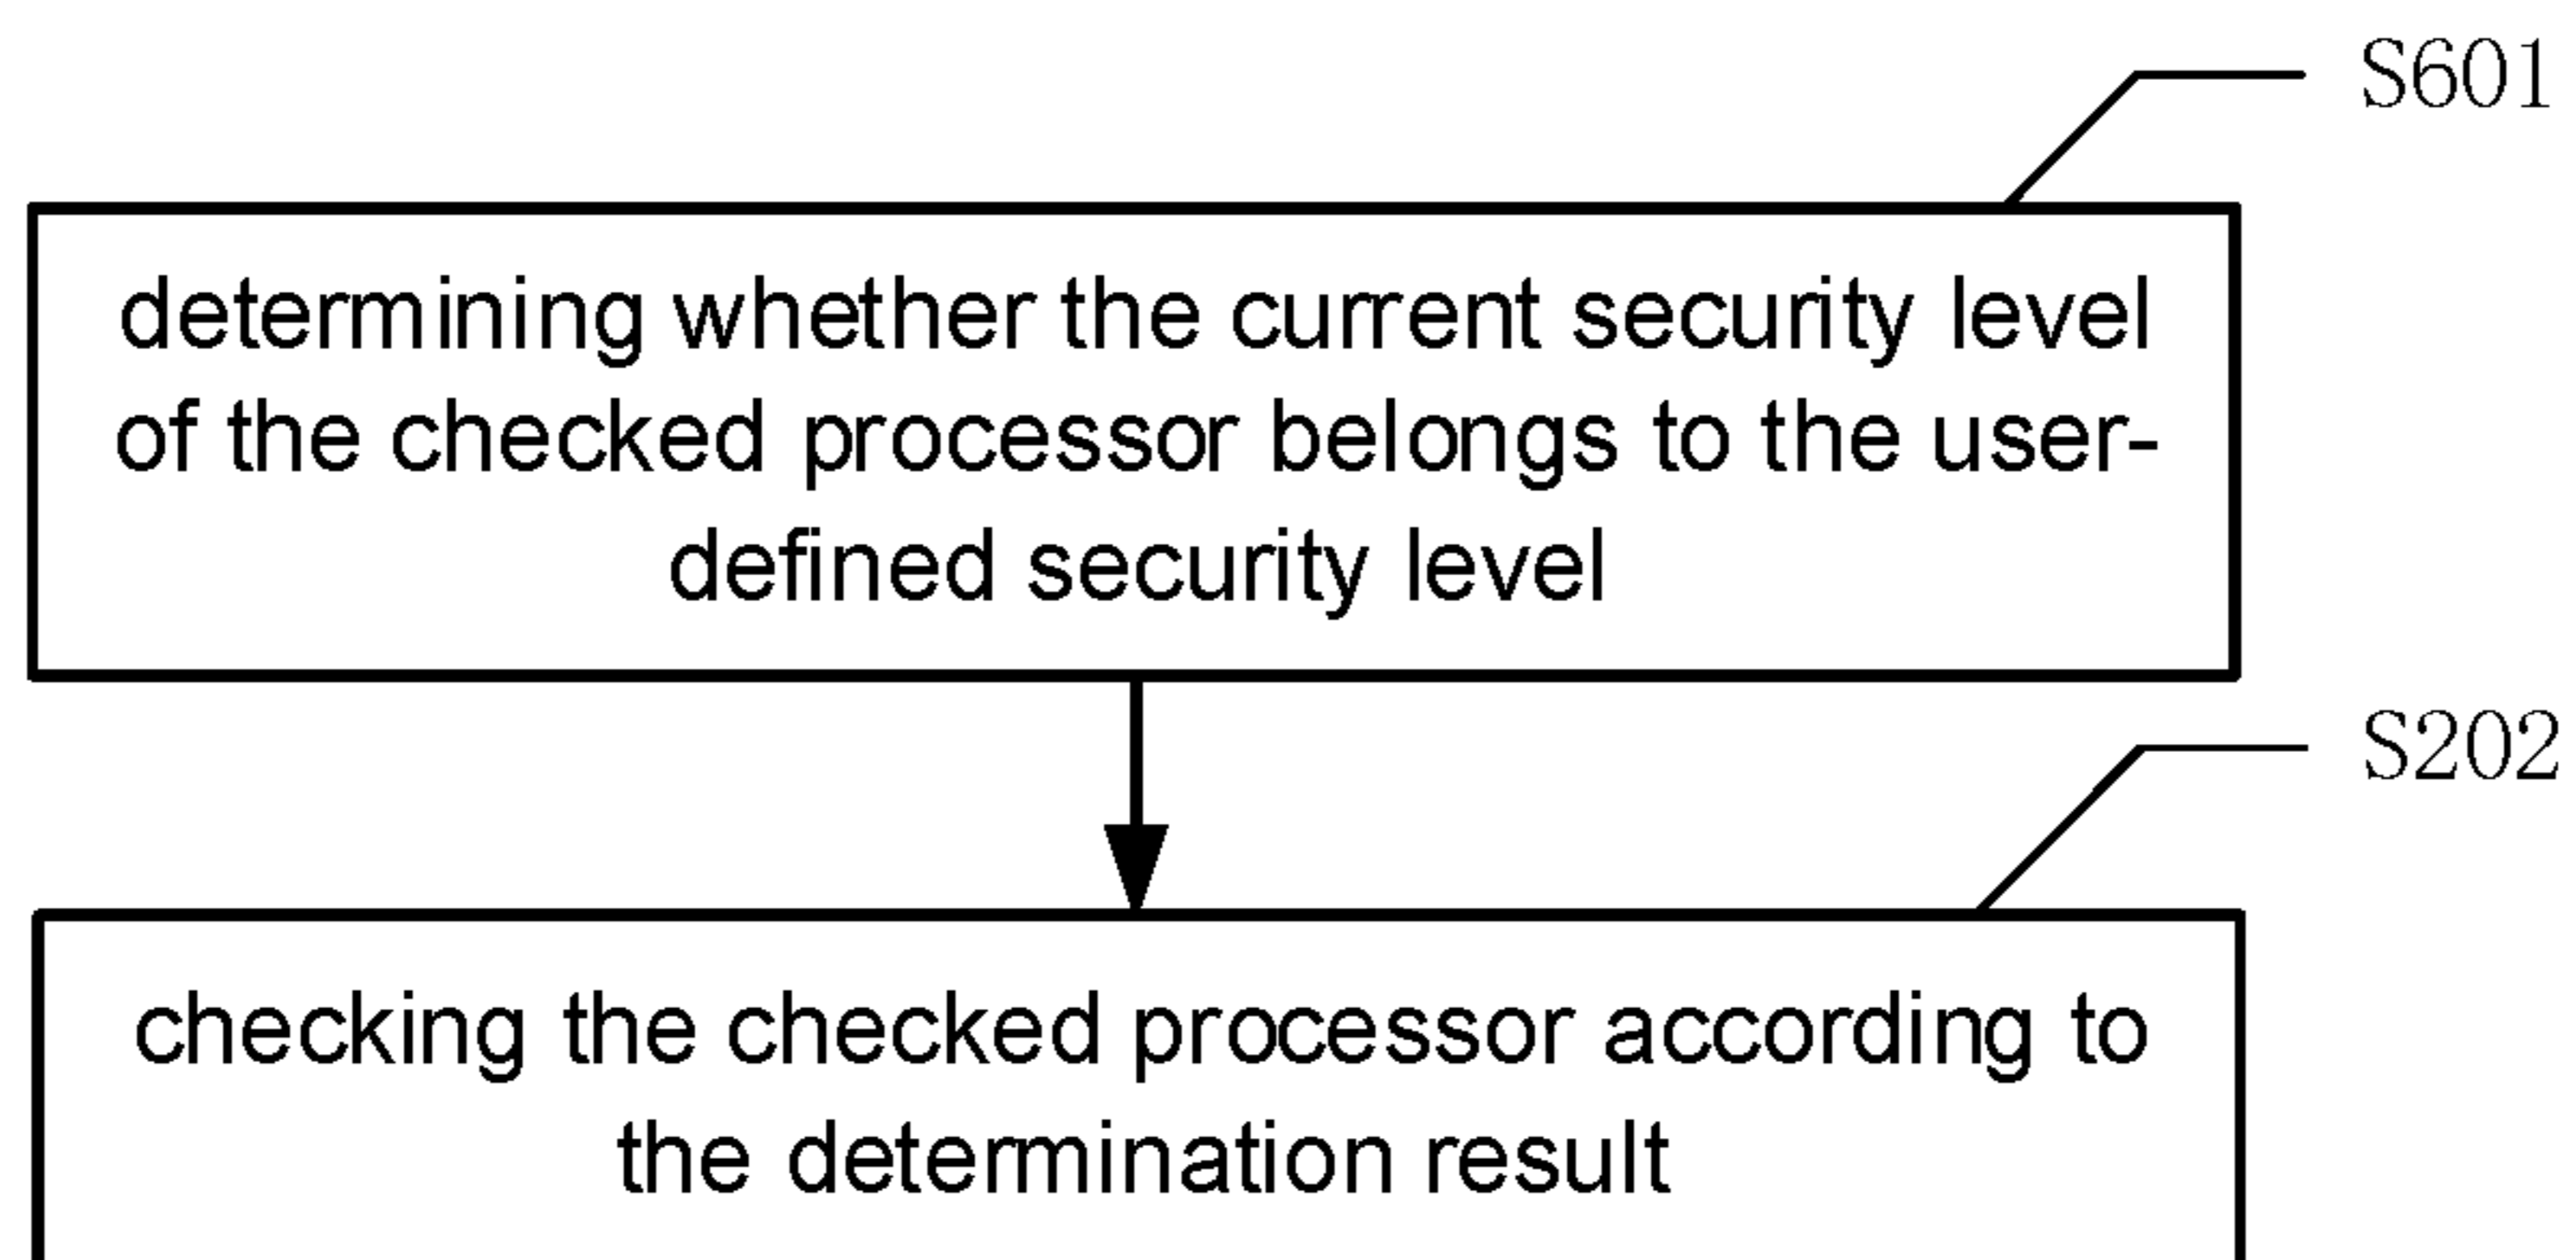 S601
determining whether the current security level
of the checked processor belongs to the user-
defined security level
S202
checking the checked processor according to
the determination result